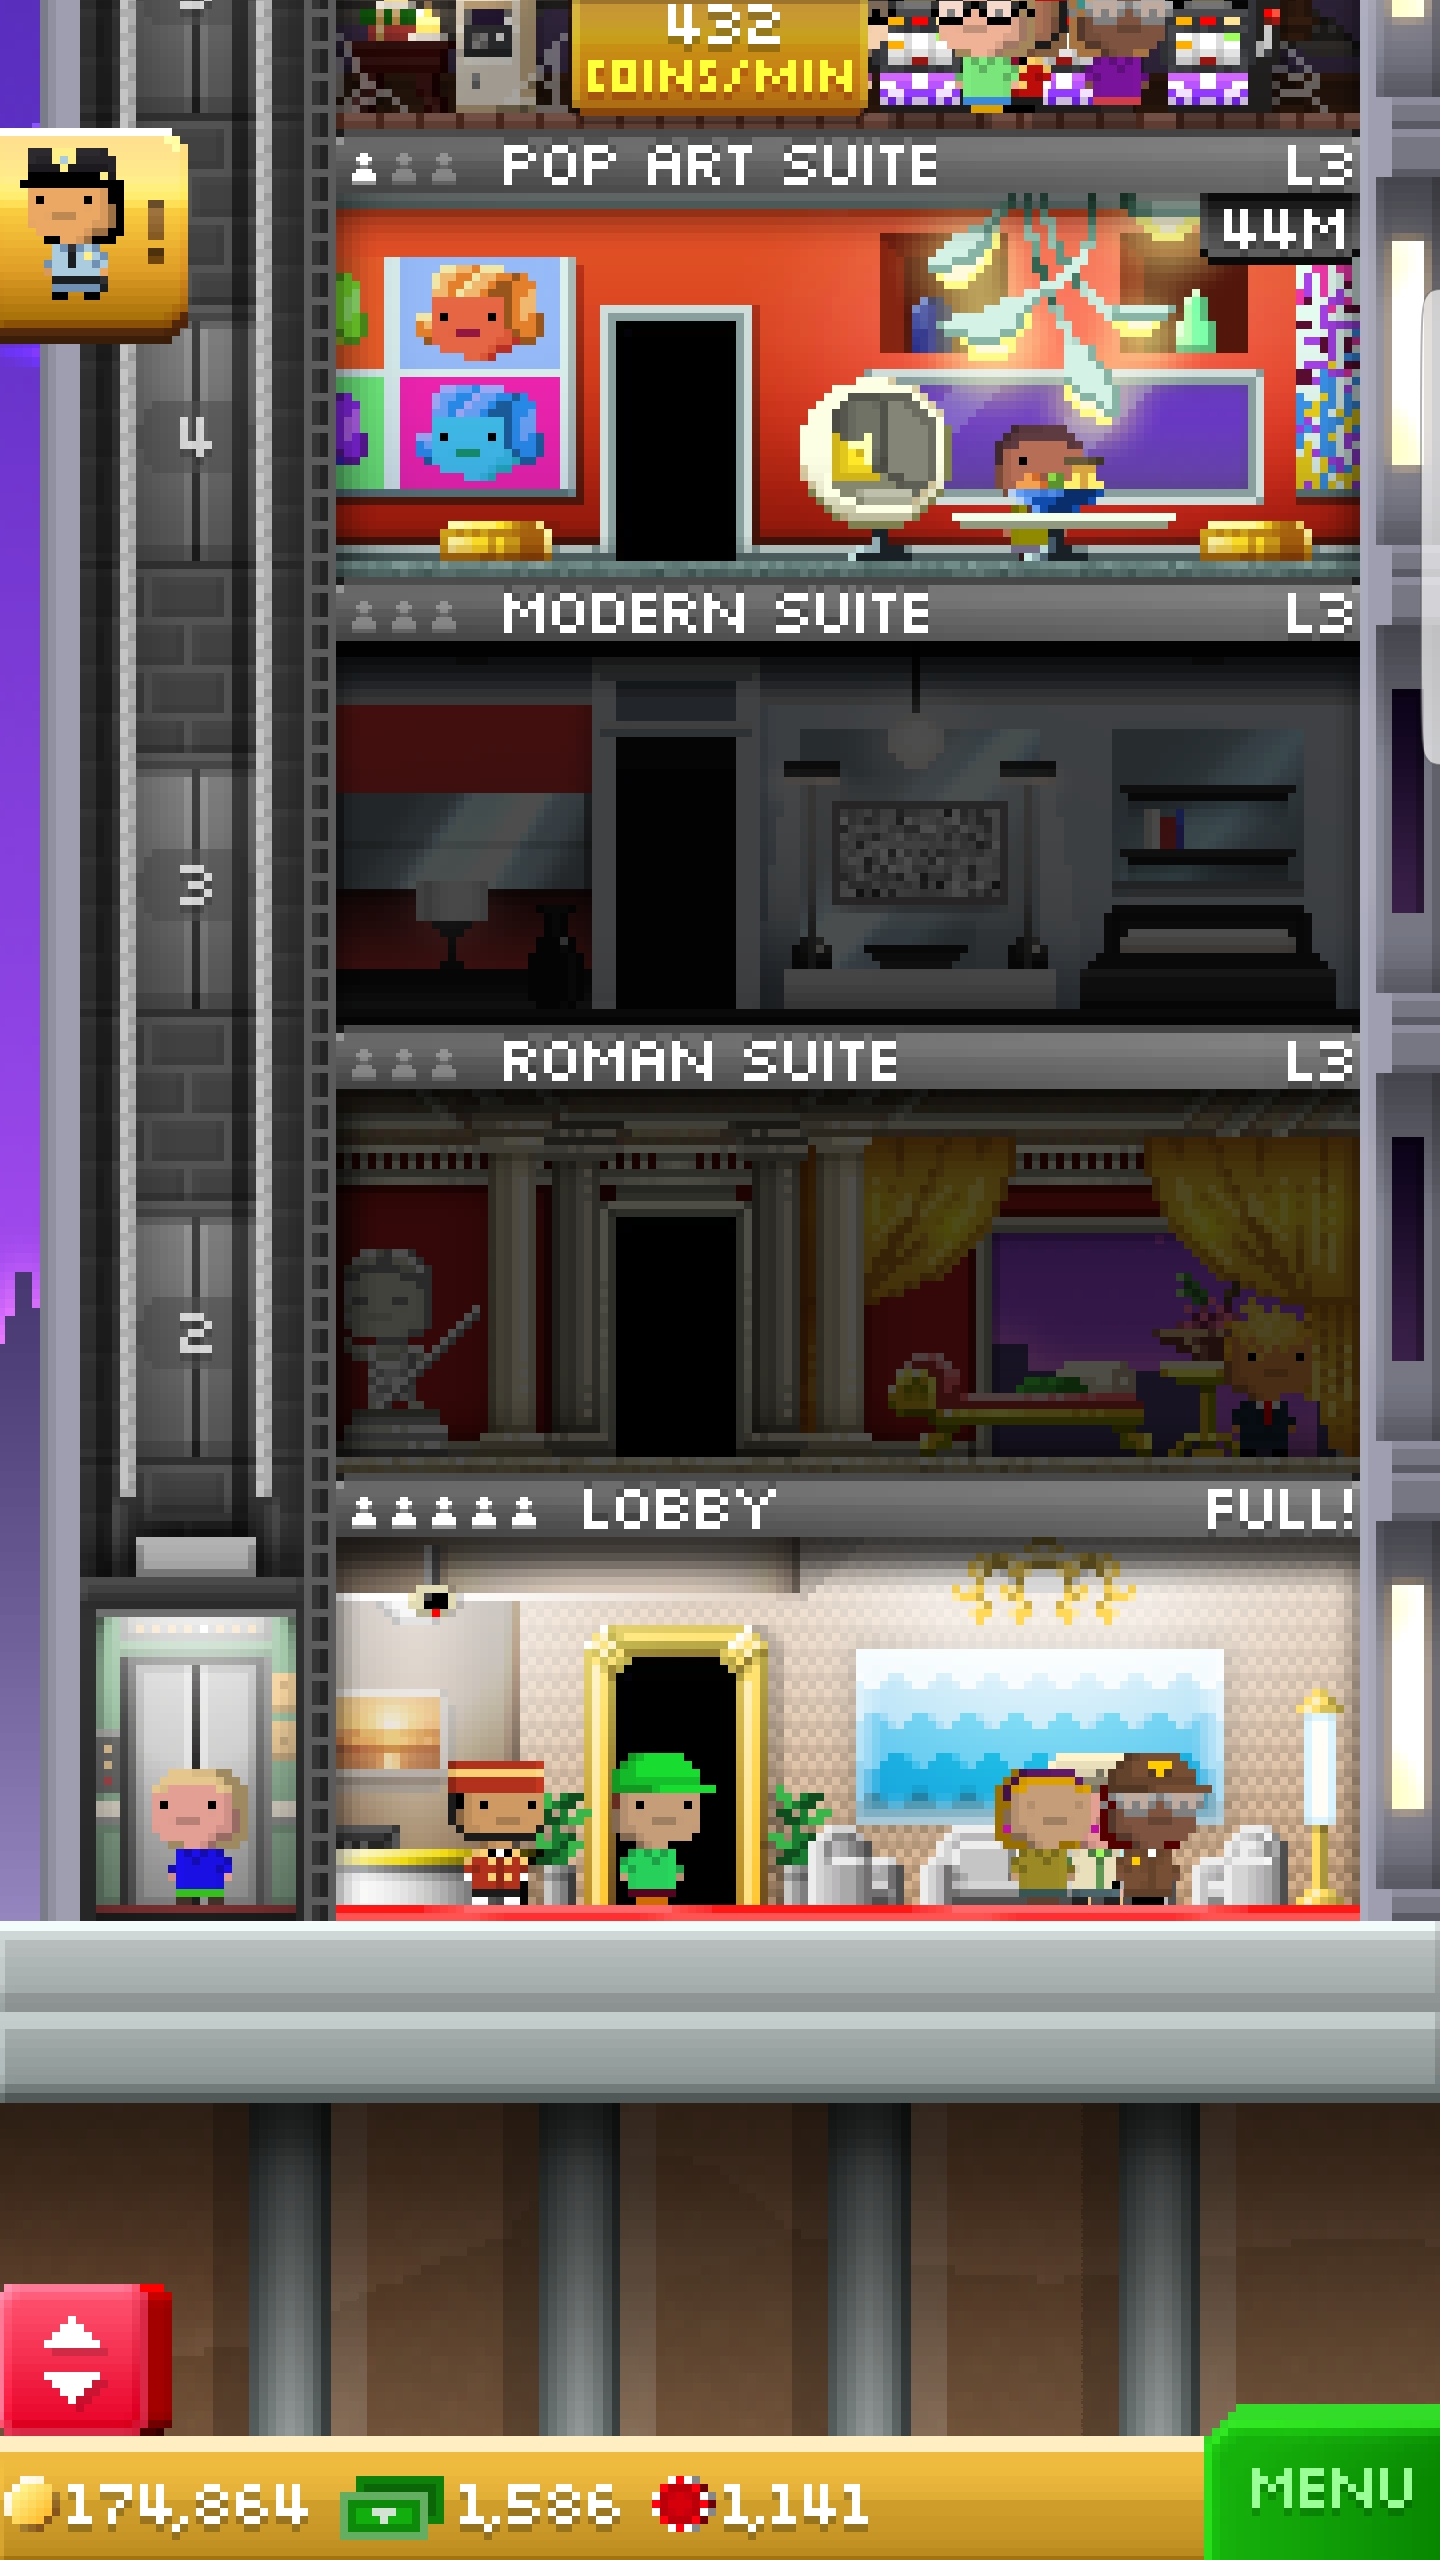 432
COINS/MIN
POP ART SUITE L3
44M
!
4
MODERN SUITE L3
3
ROMAN SUITE L3
2
LOBBY FULL!
174,864 1,586 1,141
MENU